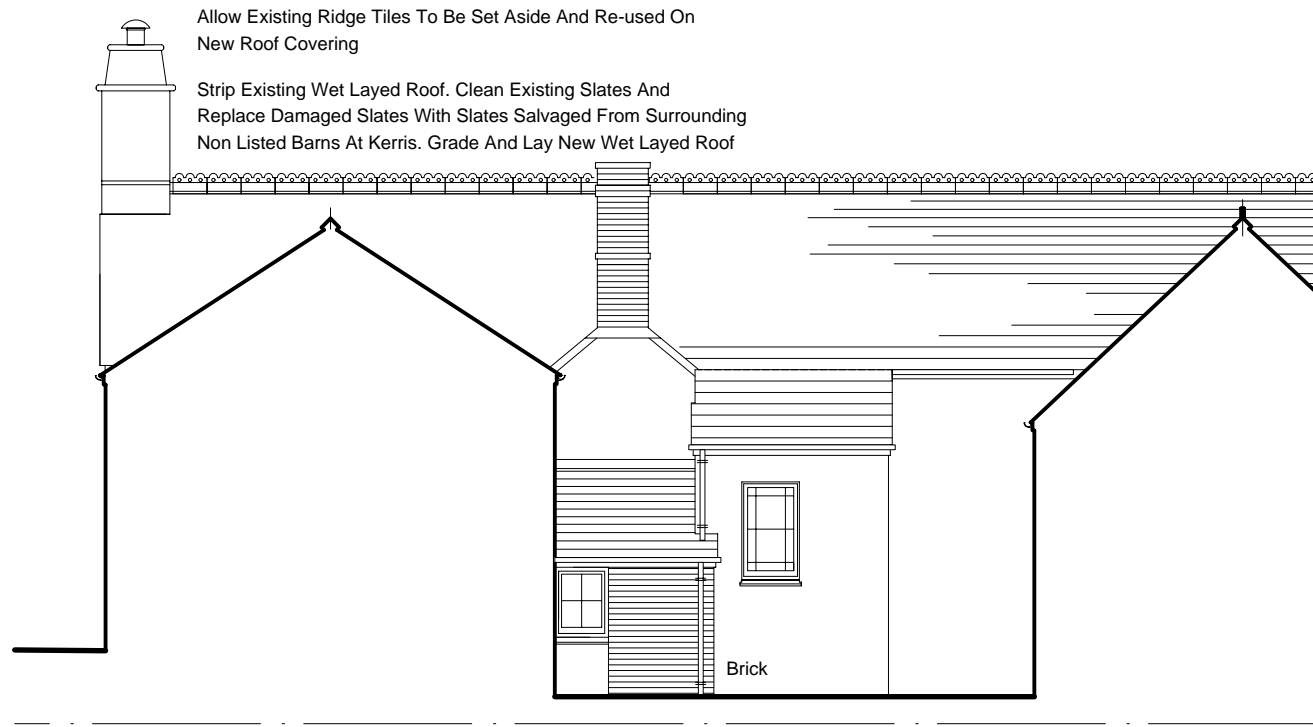 Allow Existing Ridge Tiles To Be Set Aside And Re-used On
New Roof Covering
Strip Existing Wet Layed Roof. Clean Existing Slates And
Replace Damaged Slates With Slates Salvaged From Surrounding
Non Listed Barns At Kerris. Grade And Lay New Wet Layed Roof
Brick